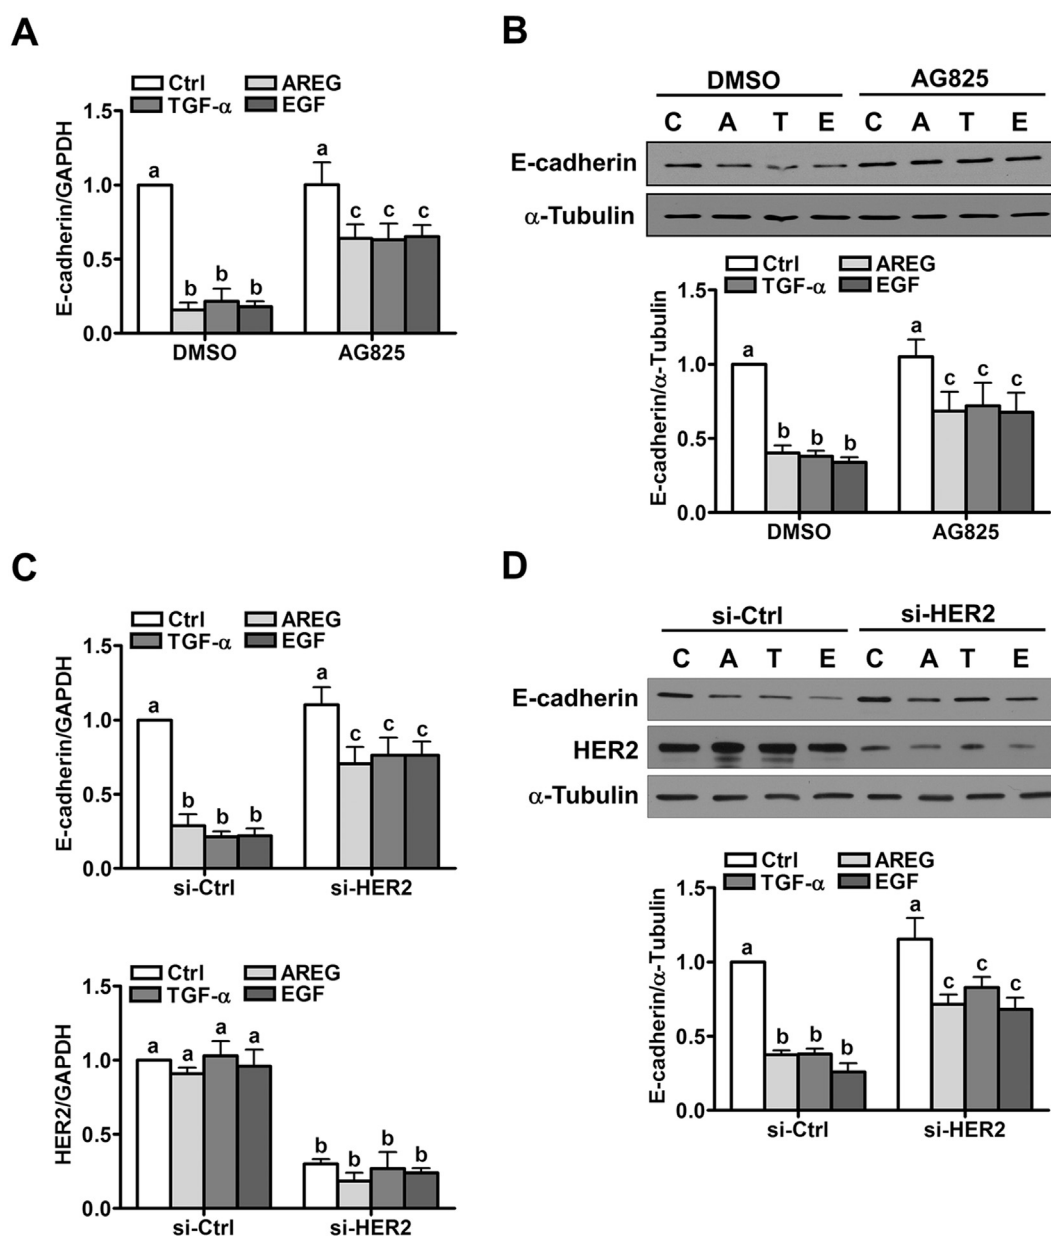 A
Ctrl AREG
TGF-α EGF
E-cadherin/GAPDH
1.5
1.0
0.5
0.0
a b b b a c c c
DMSO AG825
B
DMSO AG825
C A T E C A T E
E-cadherin
α-Tubulin
Ctrl AREG
TGF-α EGF
E-cadherin/α-Tubulin
1.5
1.0
0.5
0.0
a b b b a c c c
DMSO AG825
C
Ctrl AREG
TGF-α EGF
E-cadherin/GAPDH
1.5
1.0
0.5
0.0
a b b b a c c c
si-Ctrl si-HER2
Ctrl AREG
TGF-α EGF
HER2/GAPDH
1.5
1.0
0.5
0.0
a a a a b b b b
si-Ctrl si-HER2
D
si-Ctrl si-HER2
C A T E C A T E
E-cadherin
HER2
α-Tubulin
Ctrl AREG
TGF-α EGF
E-cadherin/α-Tubulin
1.5
1.0
0.5
0.0
a b b b a c c c
si-Ctrl si-HER2